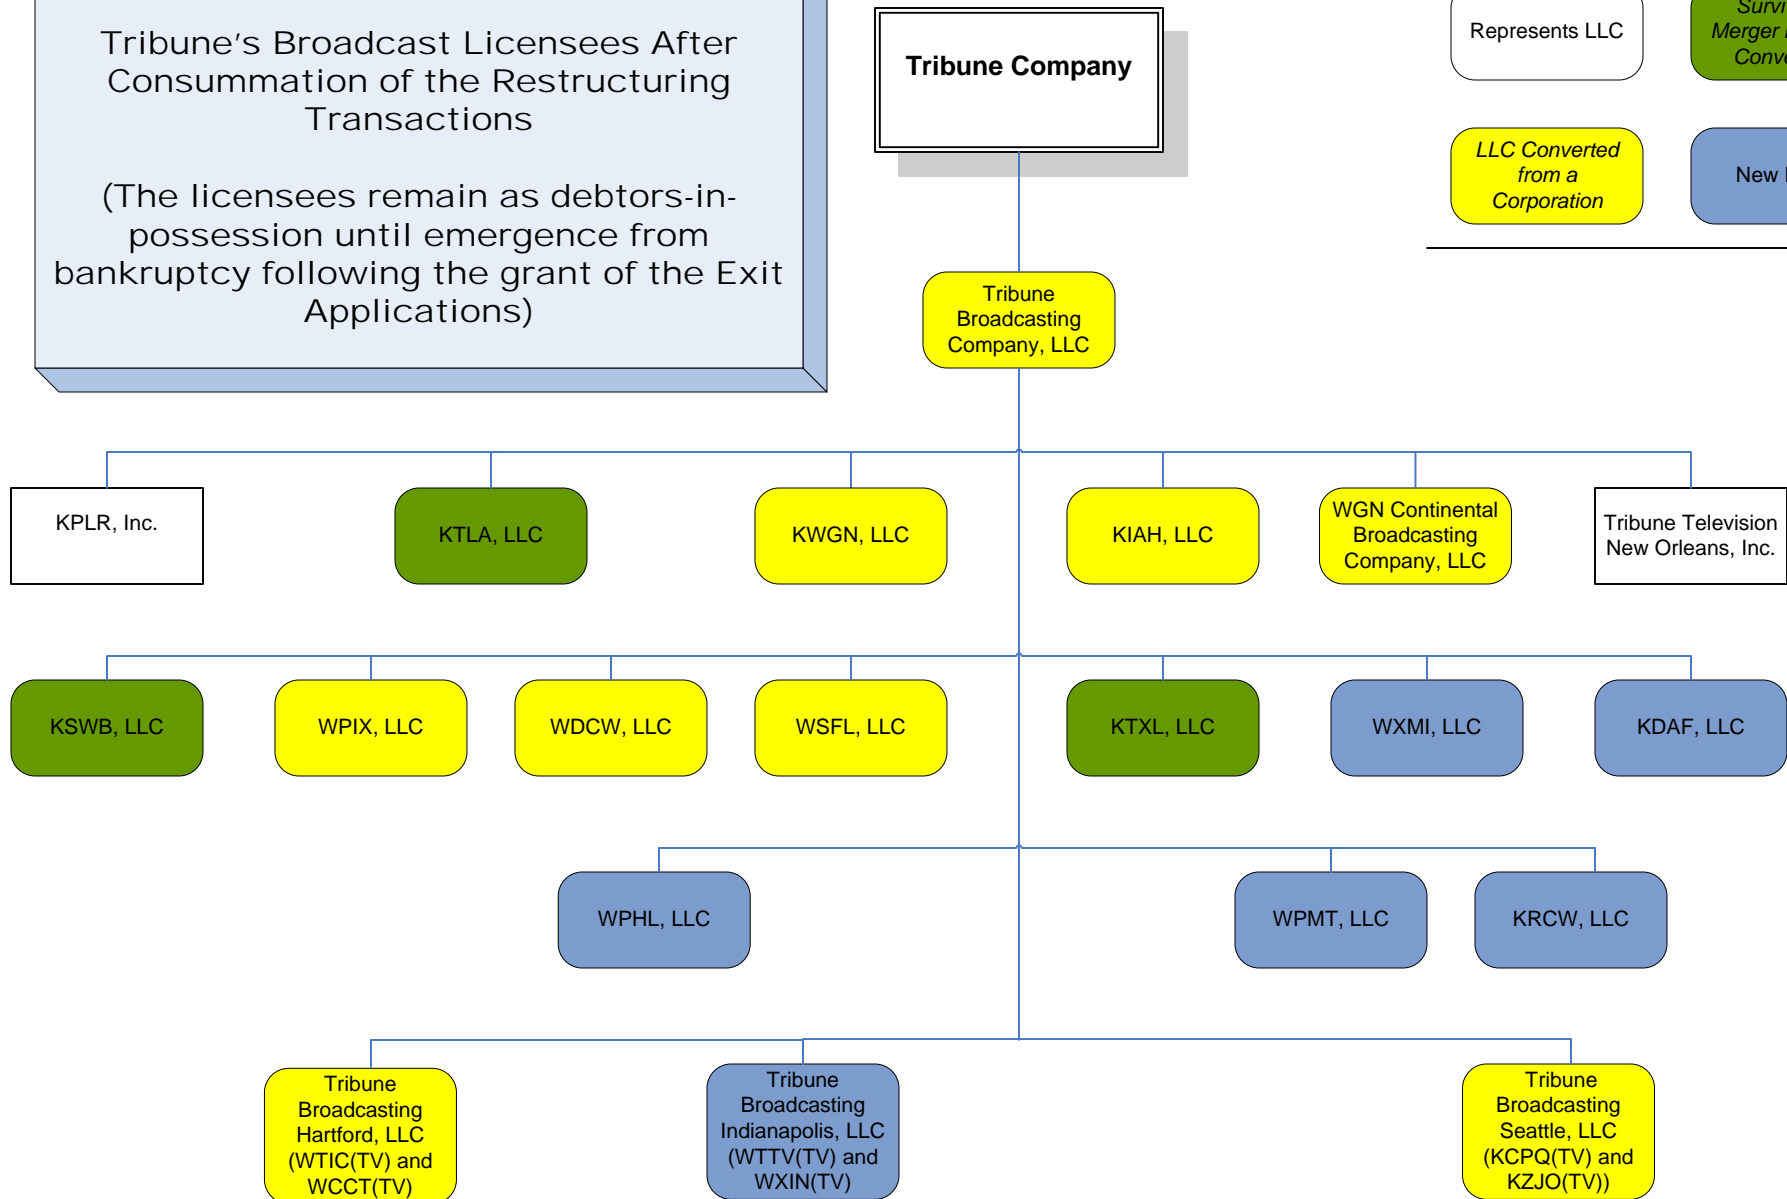 Tribune's Broadcast Licensees After
Consummation of the Restructuring
Transactions
(The licensees remain as debtors-in-
possession until emergence from
bankruptcy following the grant of the Exit
Applications)
Tribune Company
Represents LLC
Merger
LLC Converted
from a
Corporation
New
Tribune
Broadcasting
Company, LLC
KPLR, Inc.
KTLA, LLC
KWGN, LLC
KIAH, LLC
WGN Continental
Broadcasting
Company, LLC
Tribune Television
New Orleans, Inc.
KSWB, LLC
WPIX, LLC
WDCW, LLC
WSFL, LLC
KTXL, LLC
WXMI, LLC
KDAF, LLC
WPHL, LLC
WPMT, LLC
KRCW, LLC
Tribune
Broadcasting
Hartford, LLC
(WTIC(TV) and
WCCT(TV)
Tribune
Broadcasting
Indianapolis, LLC
(WTTV(TV) and
WXIN(TV)
Tribune
Broadcasting
Seattle, LLC
(KCPQ(TV) and
KZJO(TV))